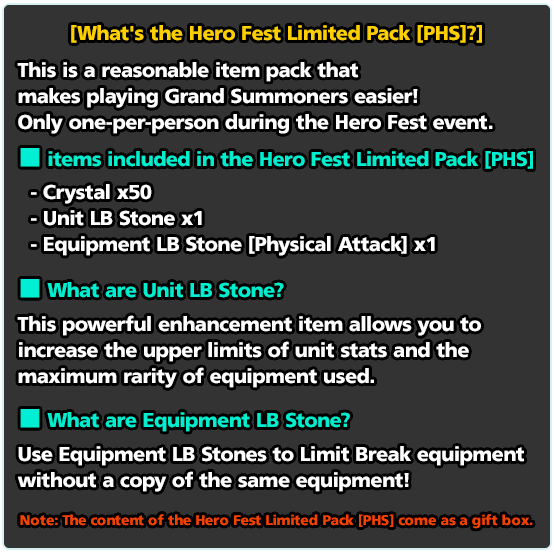 [What's the Hero Fest Limited Pack [PHS]?]
This is a reasonable item pack that
makes playing Grand Summoners easier!
Only one-per-person during the Hero Fest event.
■ items included in the Hero Fest Limited Pack [PHS]
- Crystal x50
- Unit LB Stone x1
- Equipment LB Stone [Physical Attack] x1
■ What are Unit LB Stone?
This powerful enhancement item allows you to
increase the upper limits of unit stats and the
maximum rarity of equipment used.
■ What are Equipment LB Stone?
Use Equipment LB Stones to Limit Break equipment
without a copy of the same equipment!
Note: The content of the Hero Fest Limited Pack [PHS] come as a gift box.